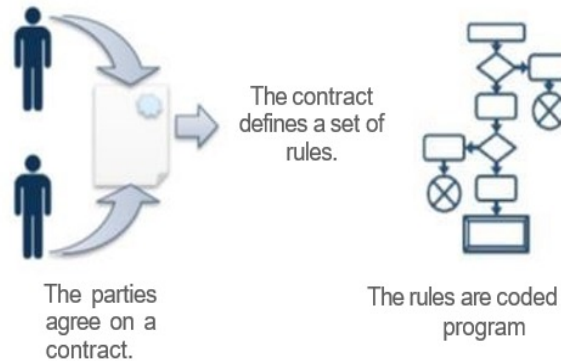 The contract
defines a set of
rules.
The parties
agree on a
contract.
The rules are coded
program